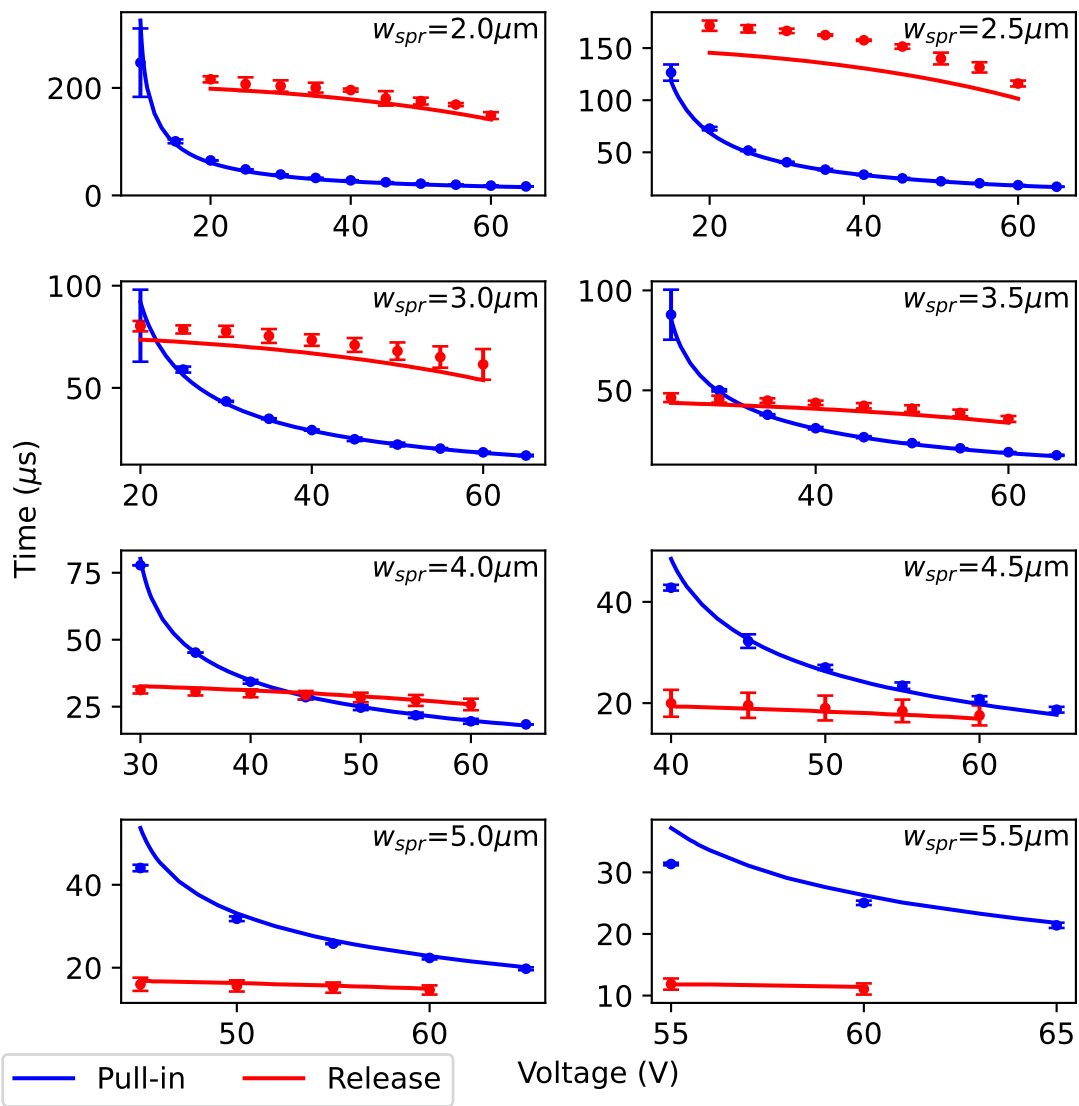 w_spr=2.0μm
200
0
20 40 60
w_spr=2.5μm
150
100
50
20 40 60
w_spr=3.0μm
100
50
20 40 60
w_spr=3.5μm
100
50
40 60
Time (μs)
w_spr=4.0μm
75
50
25
30 40 50 60
w_spr=4.5μm
40
20
40 50 60
w_spr=5.0μm
40
20
50 60
w_spr=5.5μm
30
20
10
55 60 65
Voltage (V)
Pull-in Release